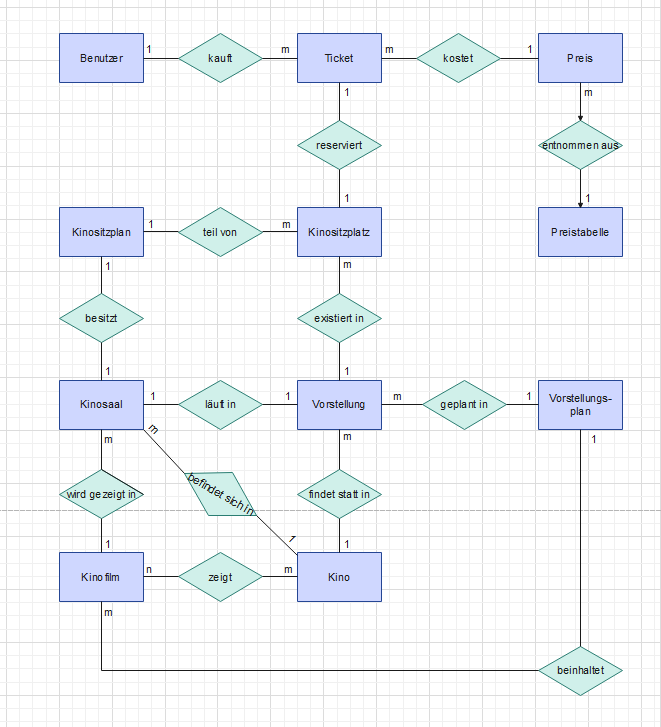 1
m
m
1
Benutzer
kauft
Ticket
kostet
Preis
1
m
reserviert
entnommen aus
1
1
1
m
Kinositzplan
teil von
Kinositzplatz
Preistabelle
1
m
besitzt
existiert in
1
1
1
1
m
1
Kinosaal
läuft in
Vorstellung
geplant in
Vorstellungs-
plan
m
m
m
1
wird gezeigt in
befindet sich in
findet statt in
1
1
1
n
m
Kinofilm
zeigt
Kino
m
beinhaltet